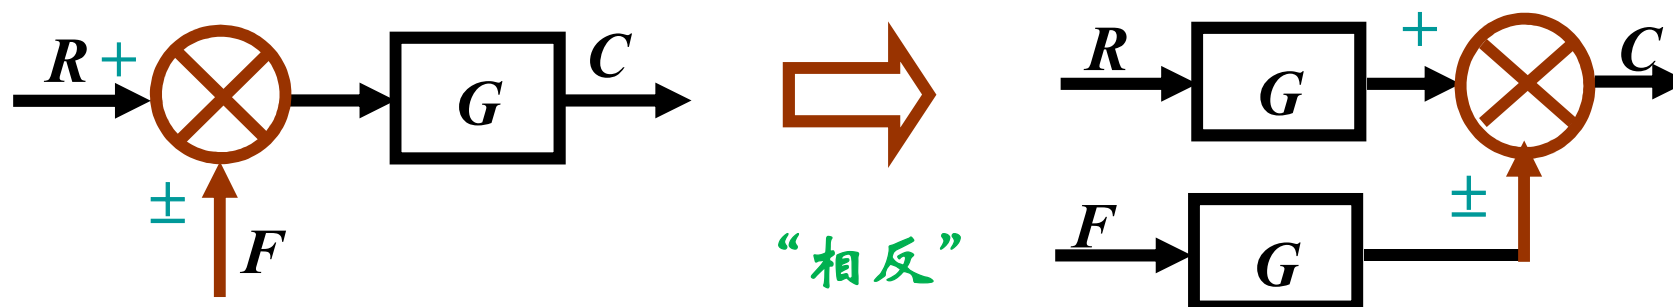 R + G C
± F
“相反”
R G + C
F G ±